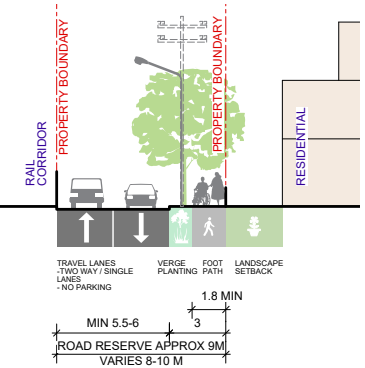 PROPERTY BOUNDARY
PROPERTY BOUNDARY
RAIL
CORRIDOR
RESIDENTIAL
TRAVEL LANES
-TWO WAY / SINGLE
LANES
- NO PARKING
VERGE
PLANTING
FOOT
PATH
LANDSCAPE
SETBACK
1.8 MIN
MIN 5.5-6
3
ROAD RESERVE APPROX 9M
VARIES 8-10 M